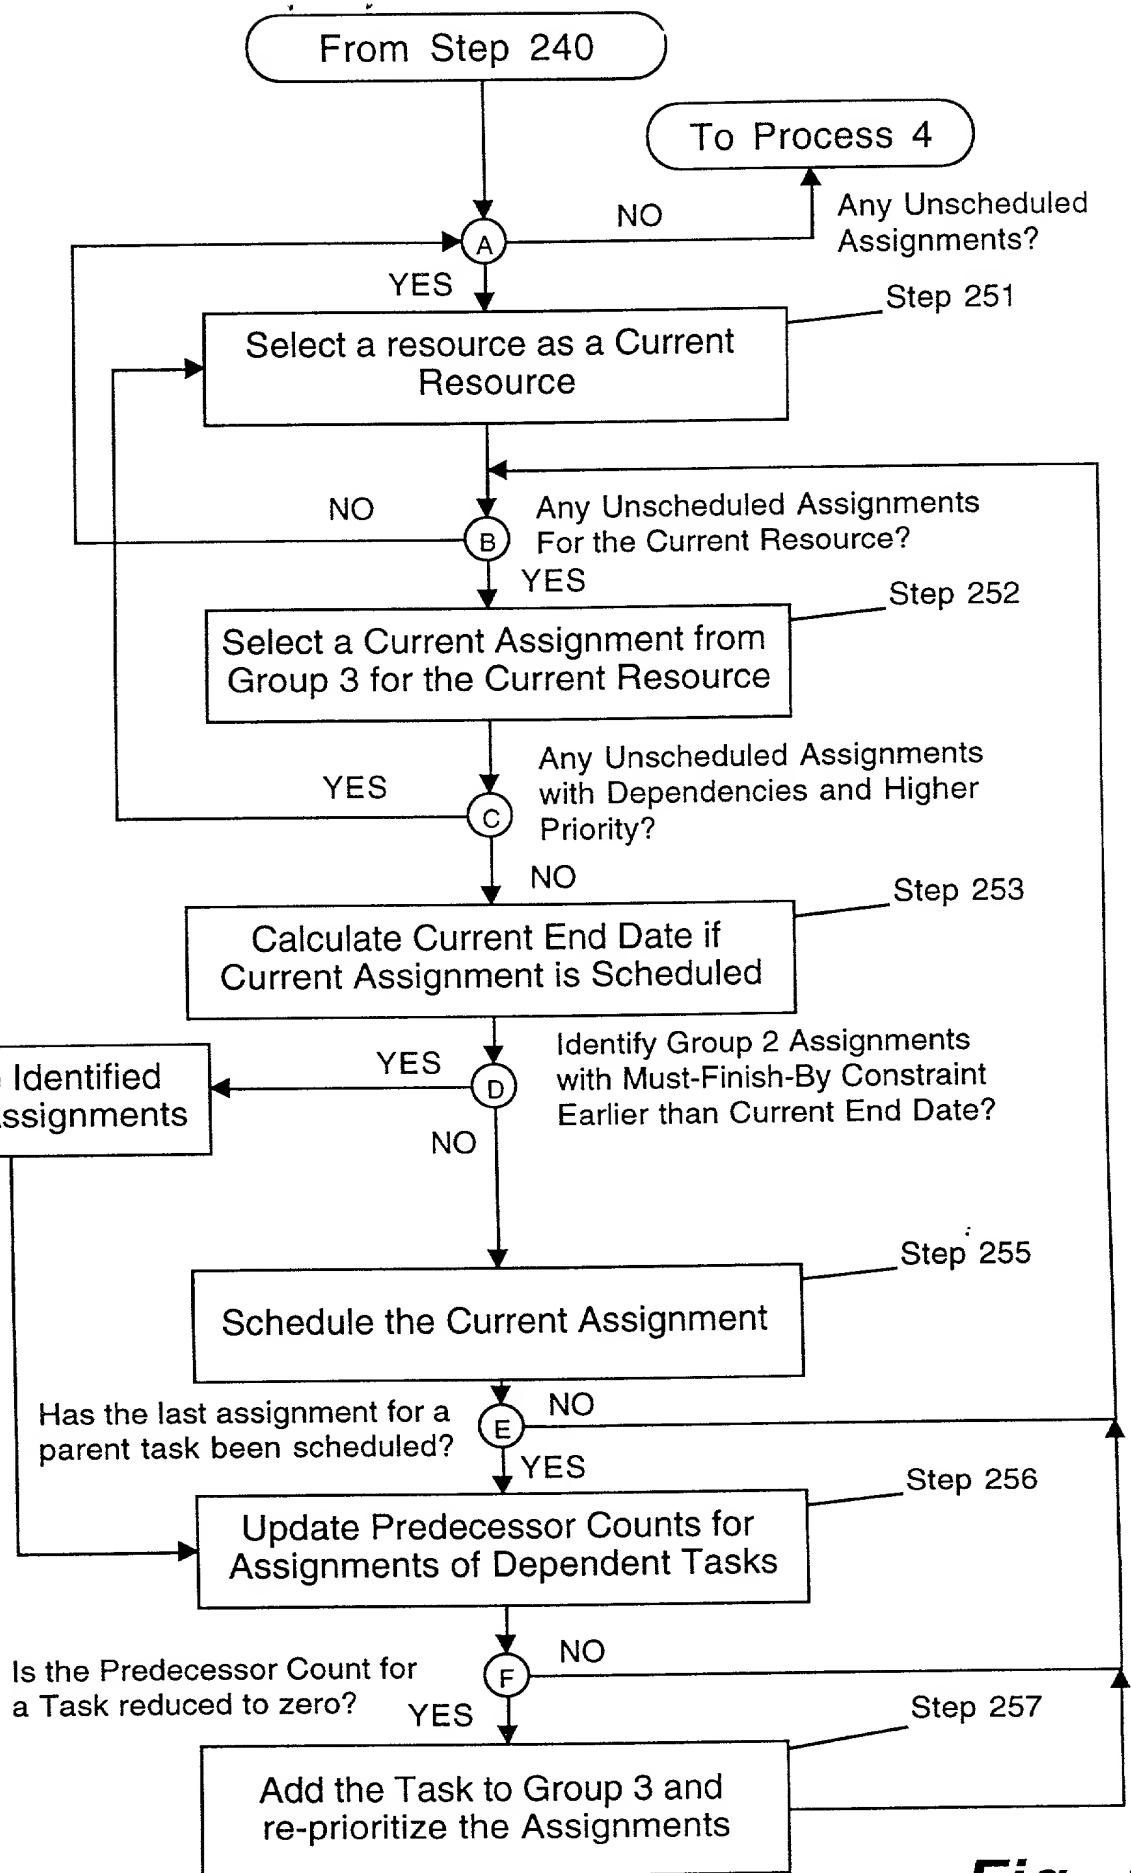 From Step 240
To Process 4
NO
Any Unscheduled
Assignments?
A
YES
Step 251
Select a resource as a Current
Resource
NO
Any Unscheduled Assignments
For the Current Resource?
B
YES
Step 252
Select a Current Assignment from
Group 3 for the Current Resource
Any Unscheduled Assignments
with Dependencies and Higher
Priority?
YES
C
NO
Step 253
Calculate Current End Date if
Current Assignment is Scheduled
Identify Group 2 Assignments
with Must-Finish-By Constraint
Earlier than Current End Date?
YES
D
Identified
ssignments
NO
Step 255
Schedule the Current Assignment
Has the last assignment for a
parent task been scheduled?
NO
E
YES
Step 256
Update Predecessor Counts for
Assignments of Dependent Tasks
NO
Is the Predecessor Count for
a Task reduced to zero?
F
YES
Step 257
Add the Task to Group 3 and
re-prioritize the Assignments